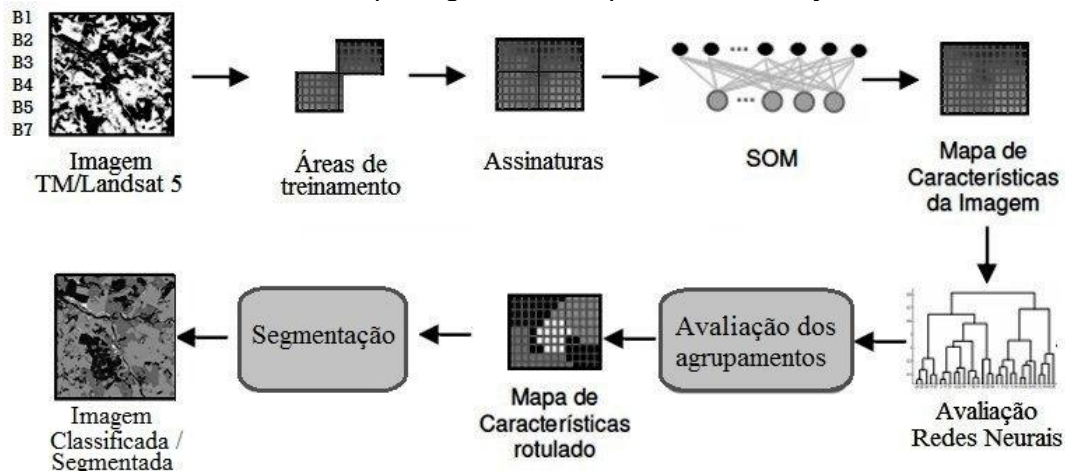 B1
B2
B3
B4
B5
B7
Imagem
TM/Landsat 5
Áreas de
treinamento
Assinaturas
SOM
Mapa de
Características
da Imagem
Imagem
Classificada /
Segmentada
Segmentação
Mapa de
Características
rotulado
Avaliação dos
agrupamentos
Avaliação
Redes Neurais